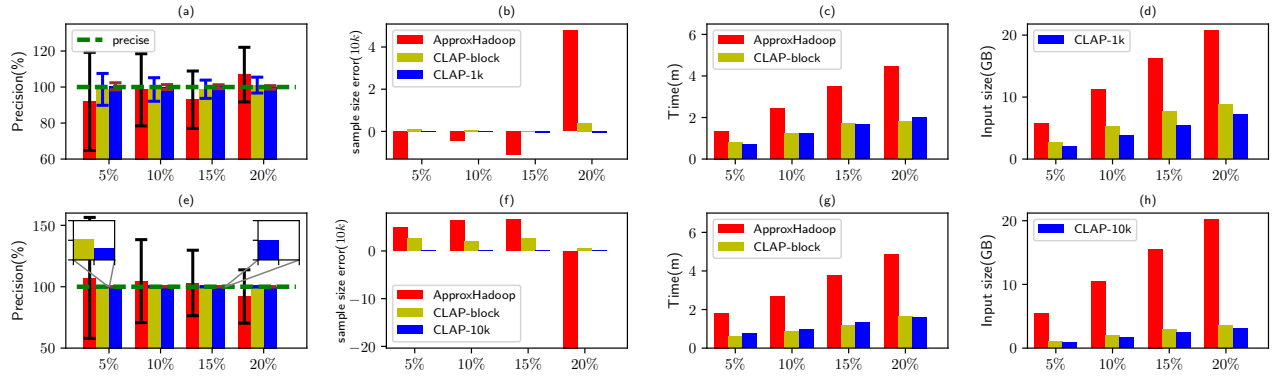 (a)
Precision(%)
120
100
80
60
precise
5% 10% 15% 20%
(b)
sample size error(10k)
4
2
0
ApproxHadoop
CLAP-block
CLAP-1k
5% 10% 15% 20%
(c)
Time(m)
6
4
2
0
ApproxHadoop
CLAP-block
5% 10% 15% 20%
(d)
Input size(GB)
20
10
0
CLAP-1k
5% 10% 15% 20%
(e)
Precision(%)
150
100
50
5% 10% 15% 20%
(f)
sample size error(10k)
0
−10
−20
ApproxHadoop
CLAP-block
CLAP-10k
5% 10% 15% 20%
(g)
Time(m)
6
4
2
0
ApproxHadoop
CLAP-block
5% 10% 15% 20%
(h)
Input size(GB)
20
10
0
CLAP-10k
5% 10% 15% 20%